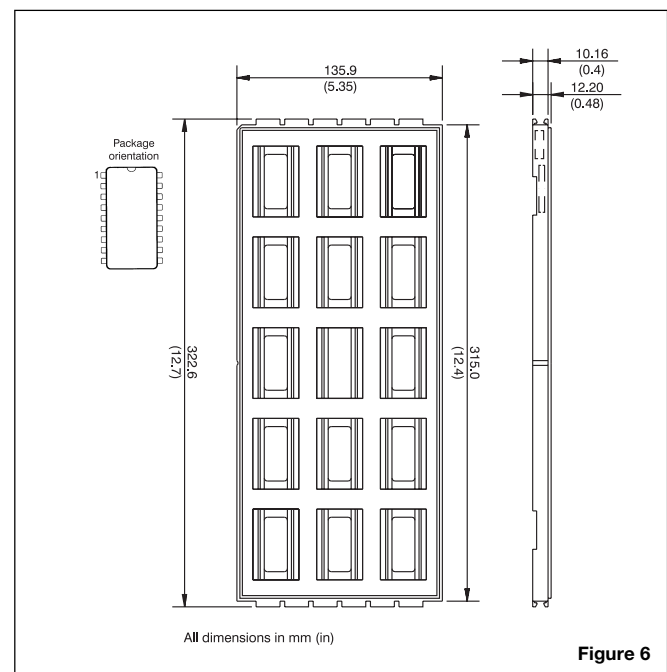 10.16
(0.4)
135.9
(5.35)
12.20
(0.48)
Package
orientation
1
322.6
(12.7)
315.0
(12.4)
All dimensions in mm (in)
Figure 6